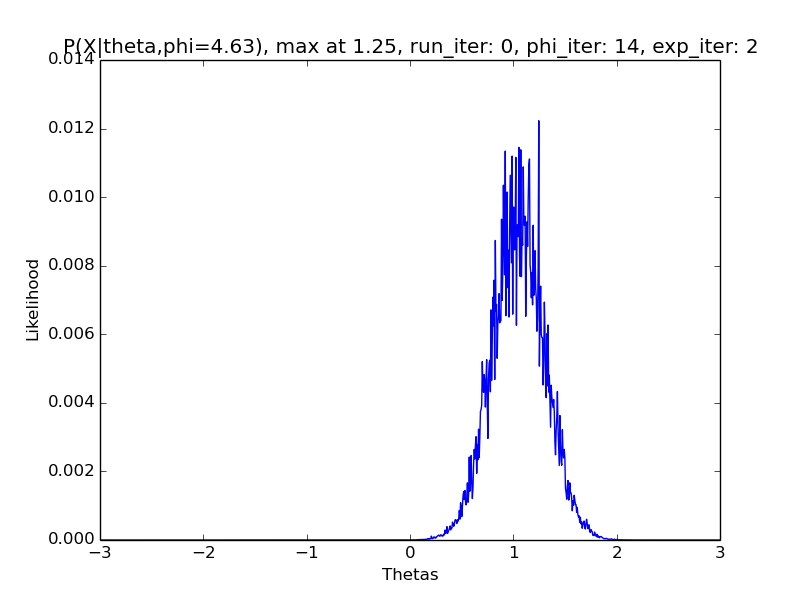 P(X|theta,phi=4.63), max at 1.25, run_iter: 0, phi_iter: 14, exp_iter: 2
0.014
0.012
0.010
0.008
0.006
0.004
0.002
0.000
Likelihood
−3 −2 −1 0 1 2 3
Thetas